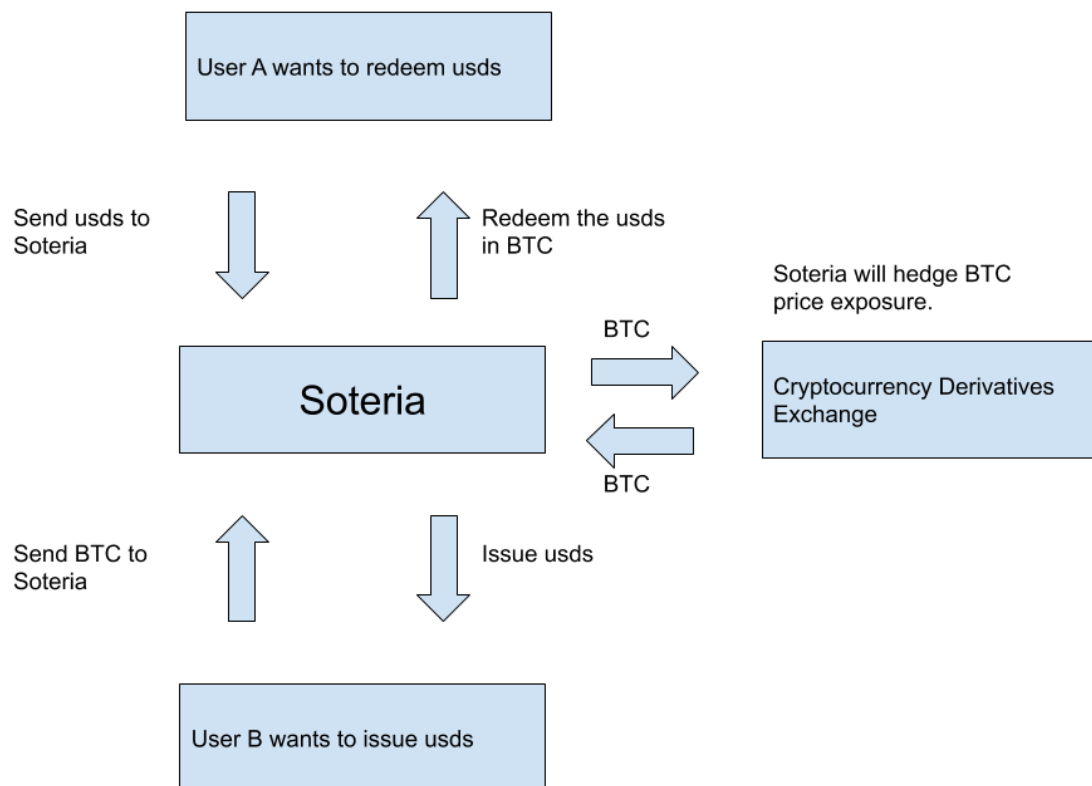 User A wants to redeem usds
Send usds to
Soteria
Redeem the usds
in BTC
Soteria will hedge BTC
price exposure.
BTC
Soteria
Cryptocurrency Derivatives
Exchange
BTC
Send BTC to
Soteria
Issue usds
User B wants to issue usds